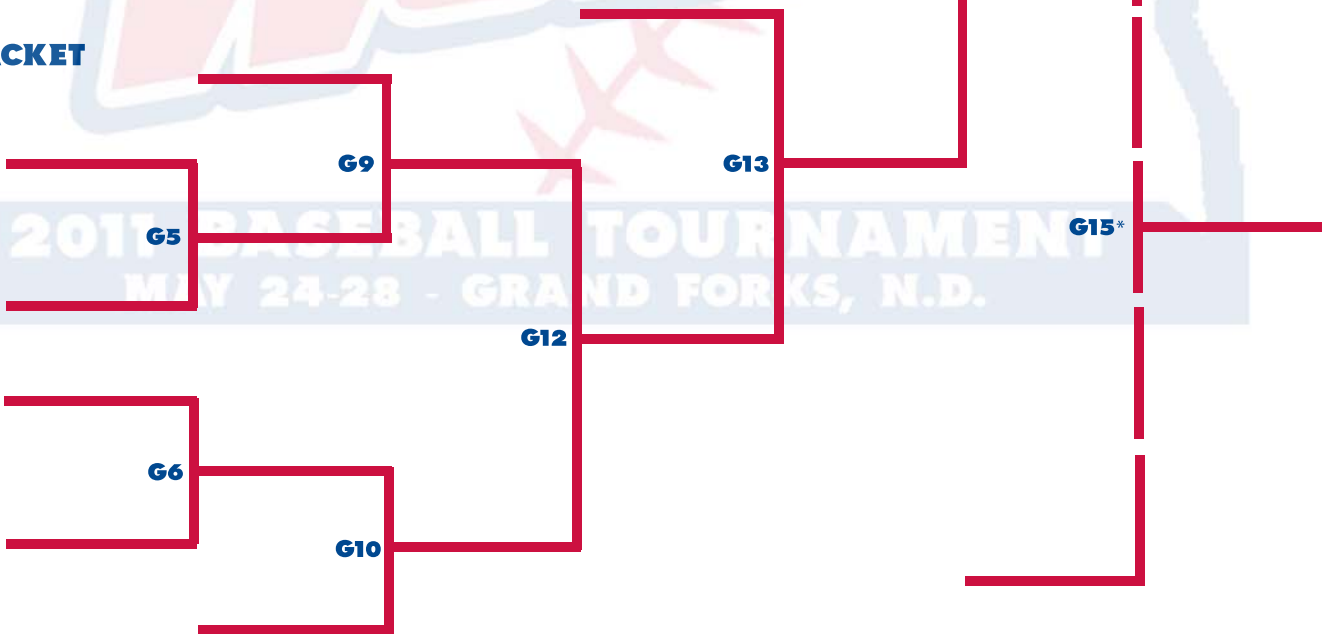 CKET
G9
G13
G5
2011 BASEBALL TOURNAMENT
G15*
MAY 24-28 - GRAND FORKS, N.D.
G12
G6
G10